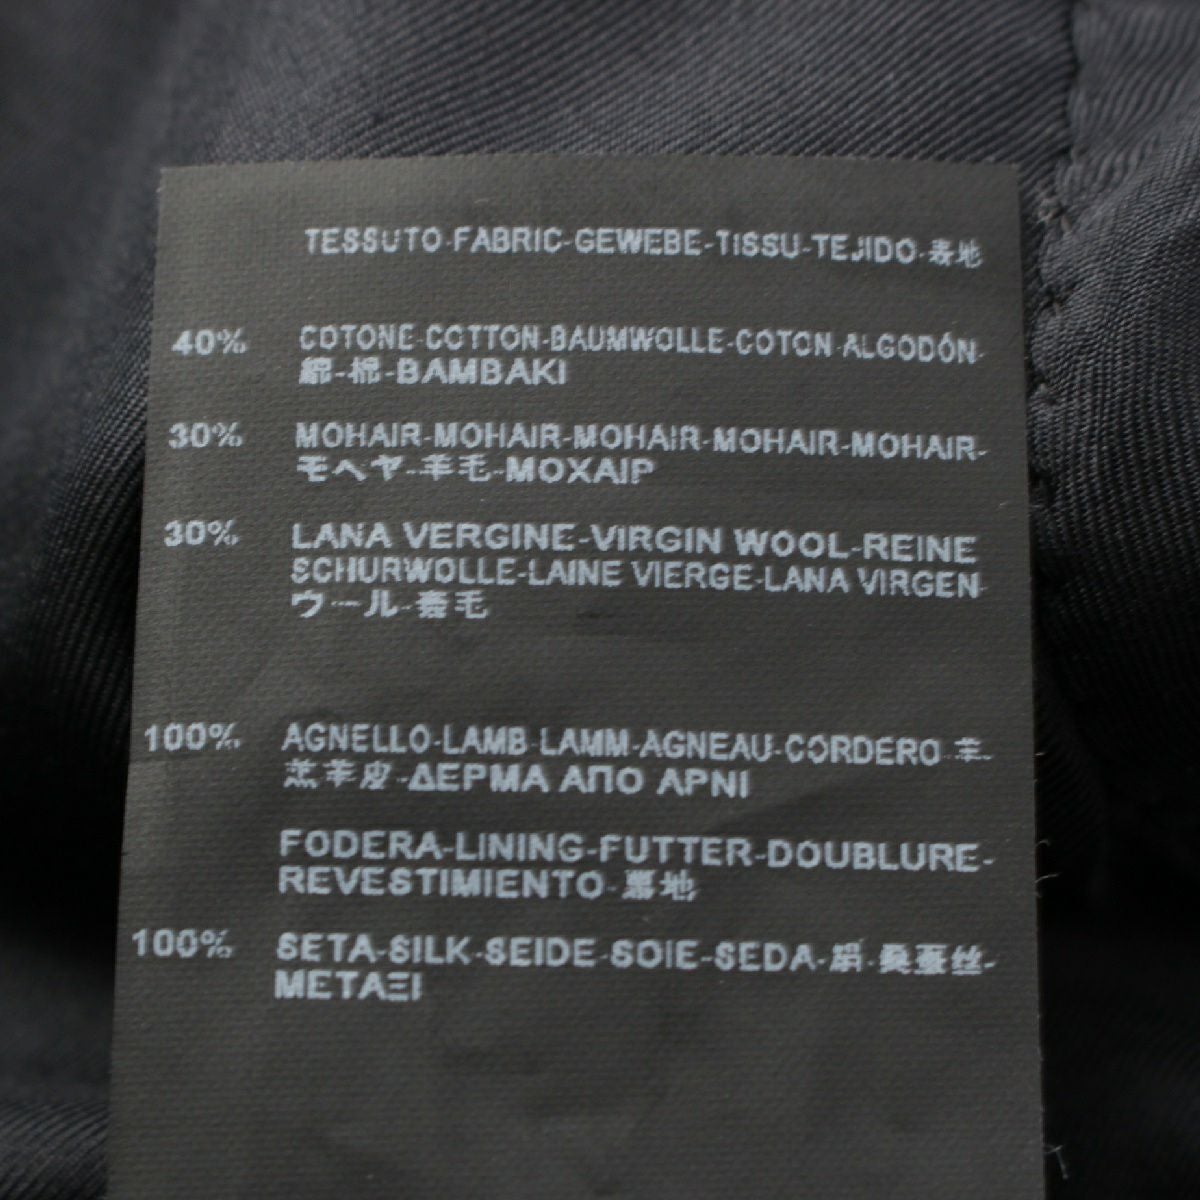 TESSUTO-FABRIC-GEWEBE-TISSU-TEJIDO-表地
40% COTONE-COTTON-BAUMWOLLE-COTON-ALGODÓN-
綿-棉-BAMBAKI
30% MOHAIR-MOHAIR-MOHAIR-MOHAIR-MOHAIR-
モヘヤ-羊毛-MOXAIP
30% LANA VERGINE-VIRGIN WOOL-REINE
SCHURWOLLE-LAINE VIERGE-LANA VIRGEN-
ウール-羊毛
100% AGNELLO-LAMB-LAMM-AGNEAU-CORDERO-羊-
羔羊皮-ΔΕΡΜΑ ΑΠΟ ΑΡΝΙ
FODERA-LINING-FUTTER-DOUBLURE-
REVESTIMIENTO-裏地
100% SETA-SILK-SEIDE-SOIE-SEDA-絹-桑蚕丝-
ΜΕΤΑΞΙ